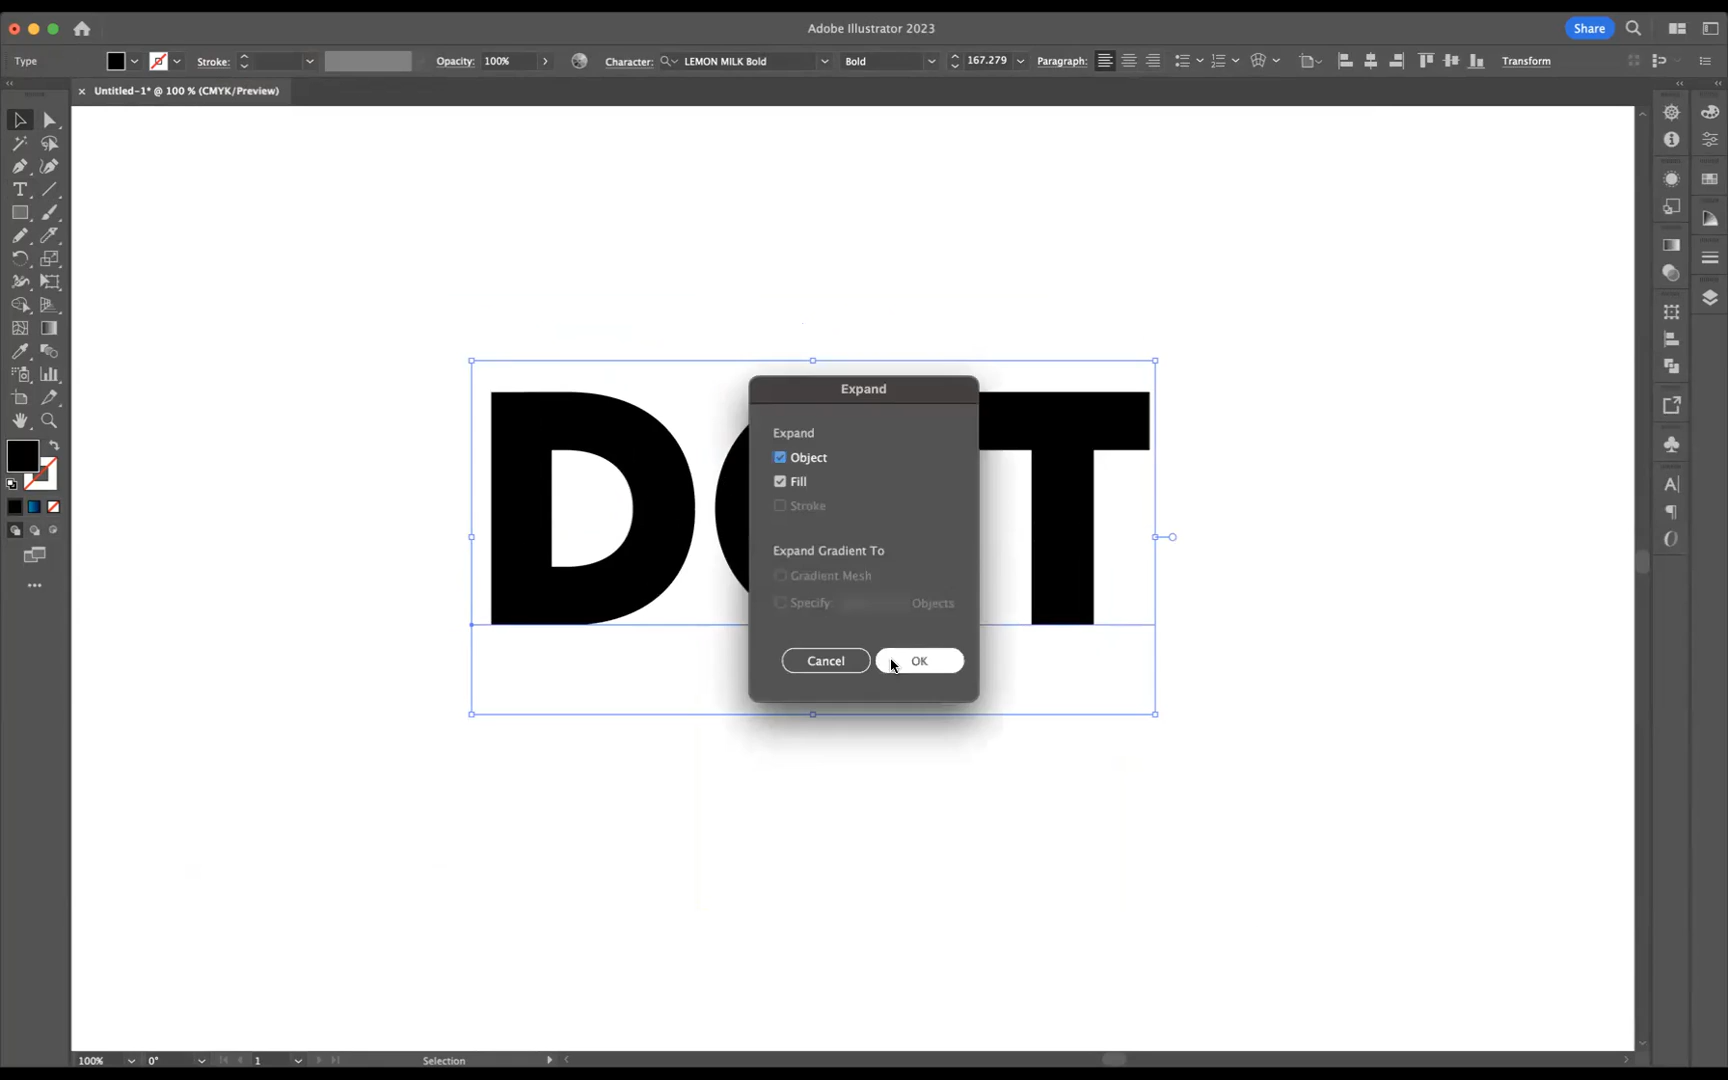 Adobe Illustrator 2023
Share
Type
Stroke:
Opacity: 100%
Character: LEMON MILK Bold
Bold
167.279
Paragraph:
Transform
× Untitled-1* @ 100 % (CMYK/Preview)
D T
Expand
Expand
Object
Fill
Stroke
Expand Gradient To
Gradient Mesh
Specify Objects
Cancel OK
100% 0° 1 Selection